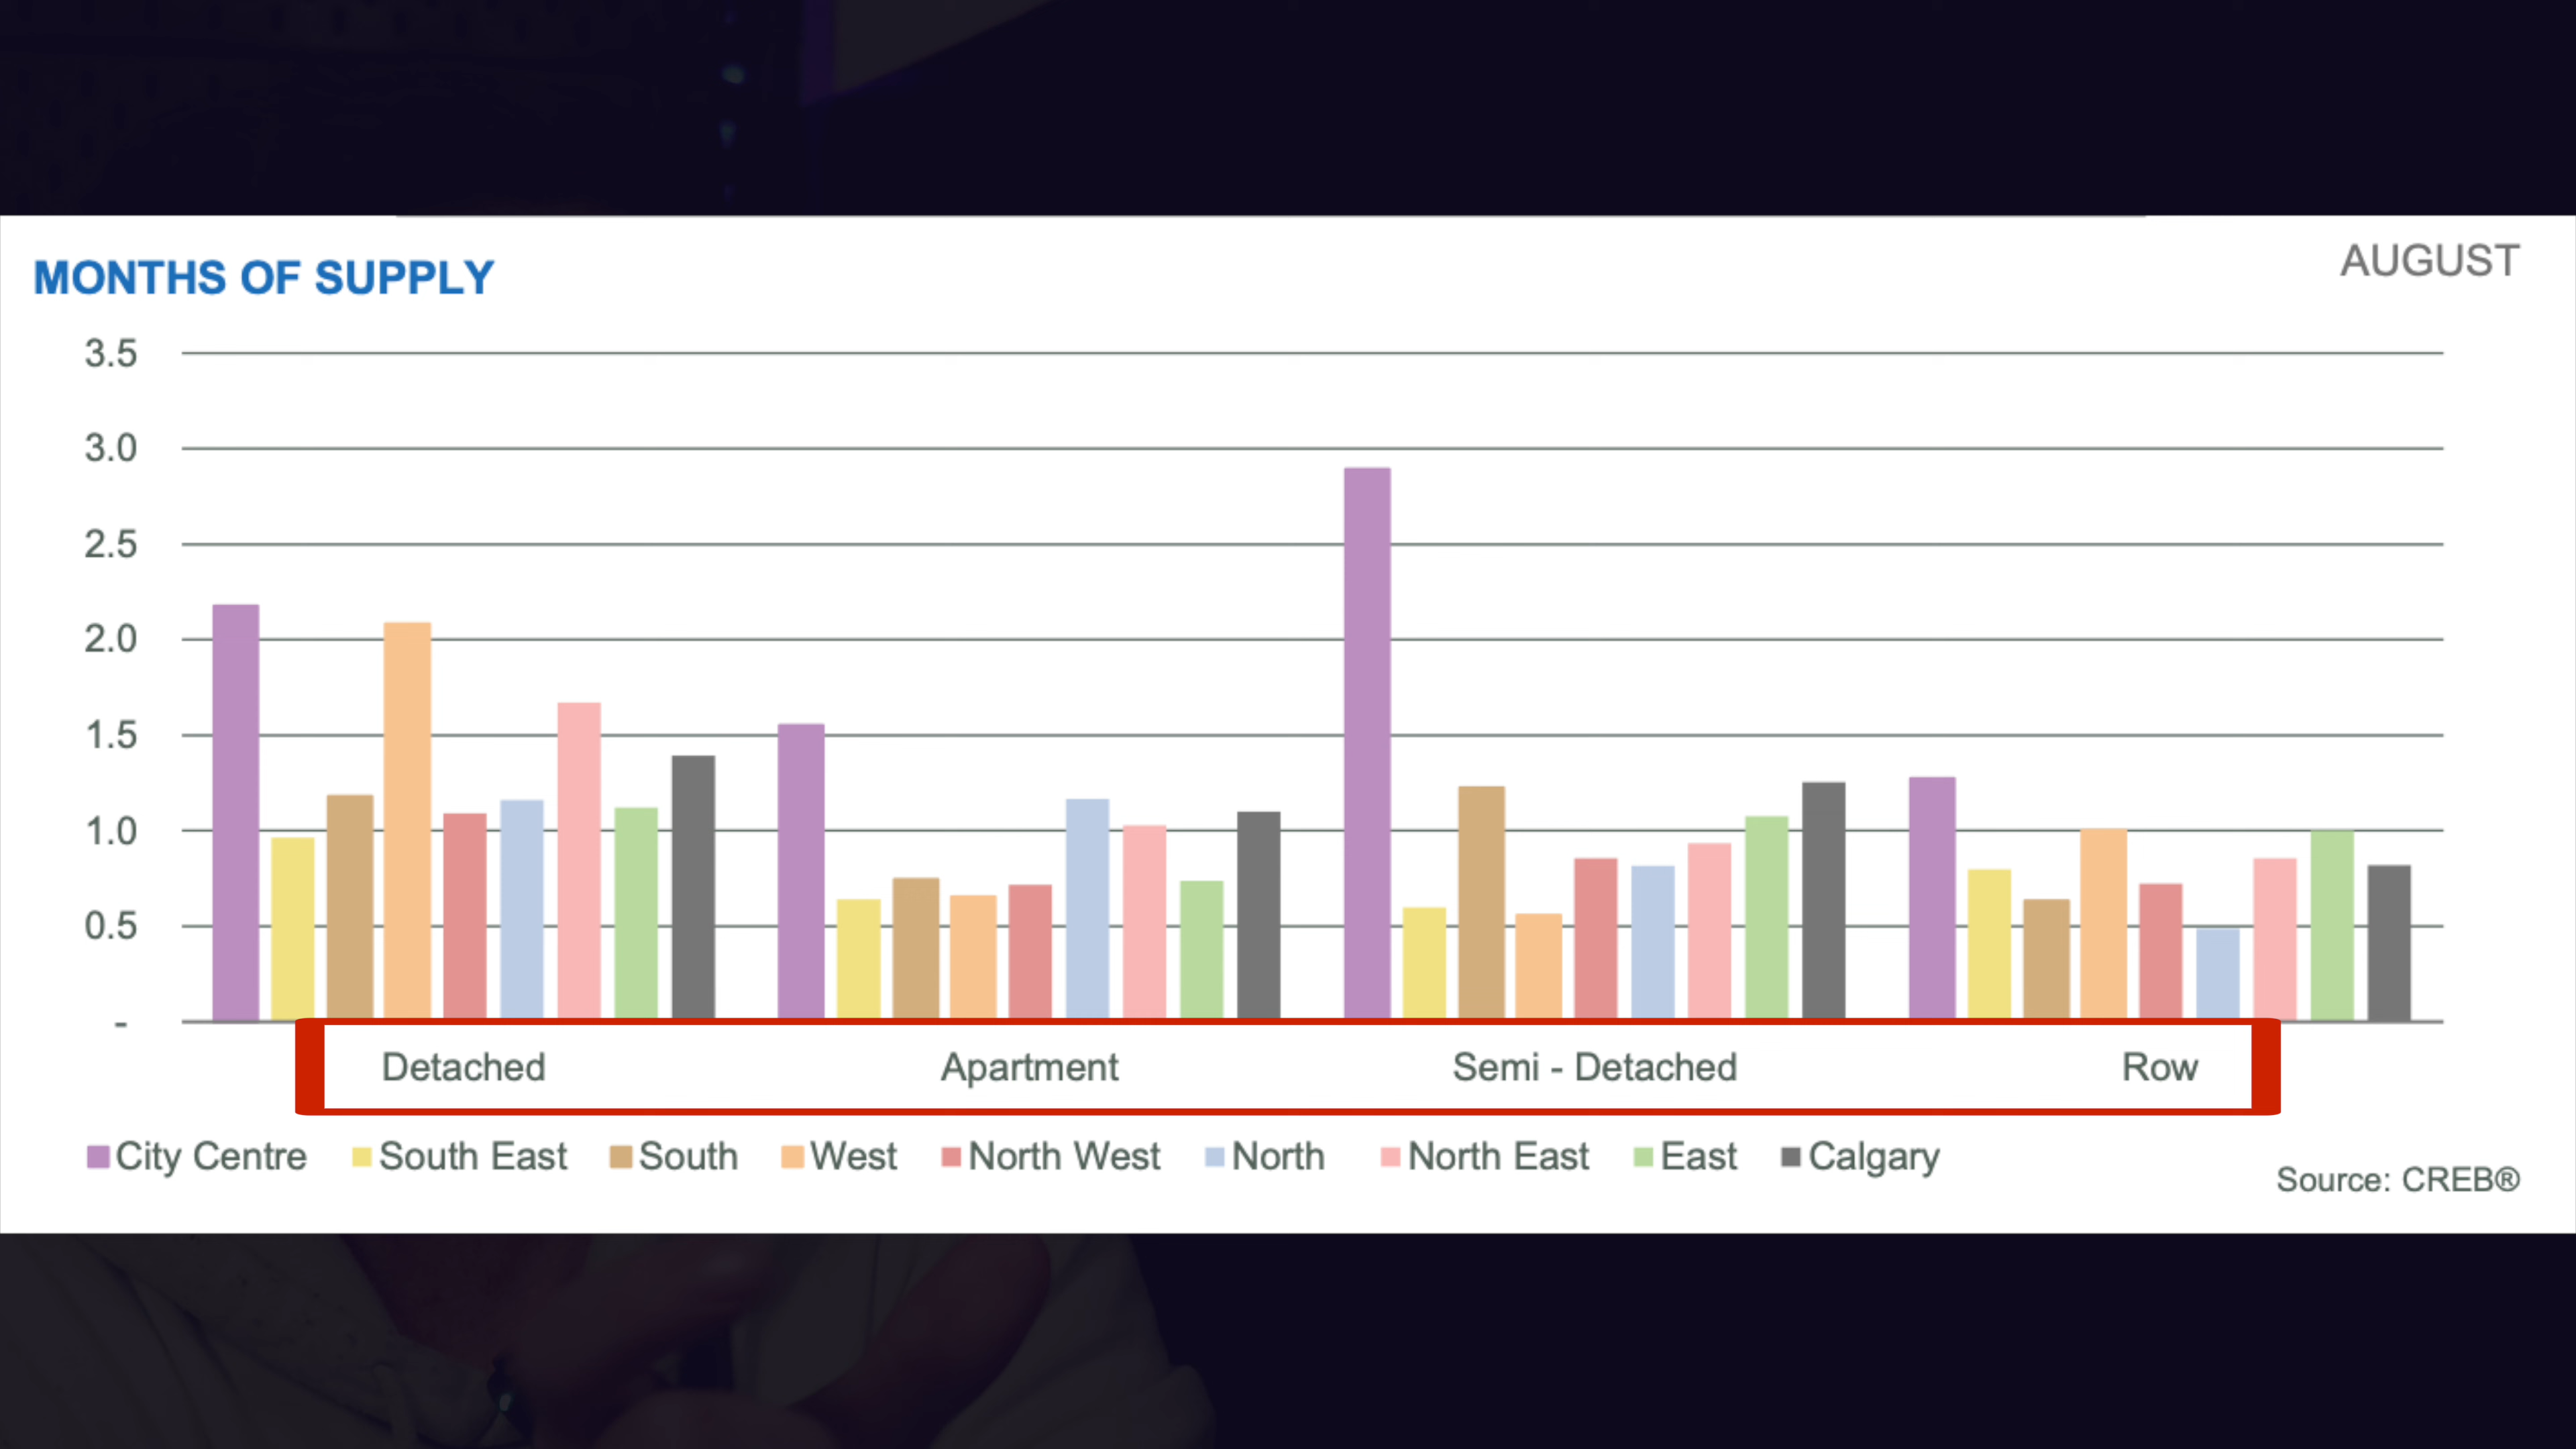 MONTHS OF SUPPLY
AUGUST
3.5
3.0
2.5
2.0
1.5
1.0
0.5
-
Detached Apartment Semi - Detached Row
City Centre South East South West North West North North East East Calgary
Source: CREB®